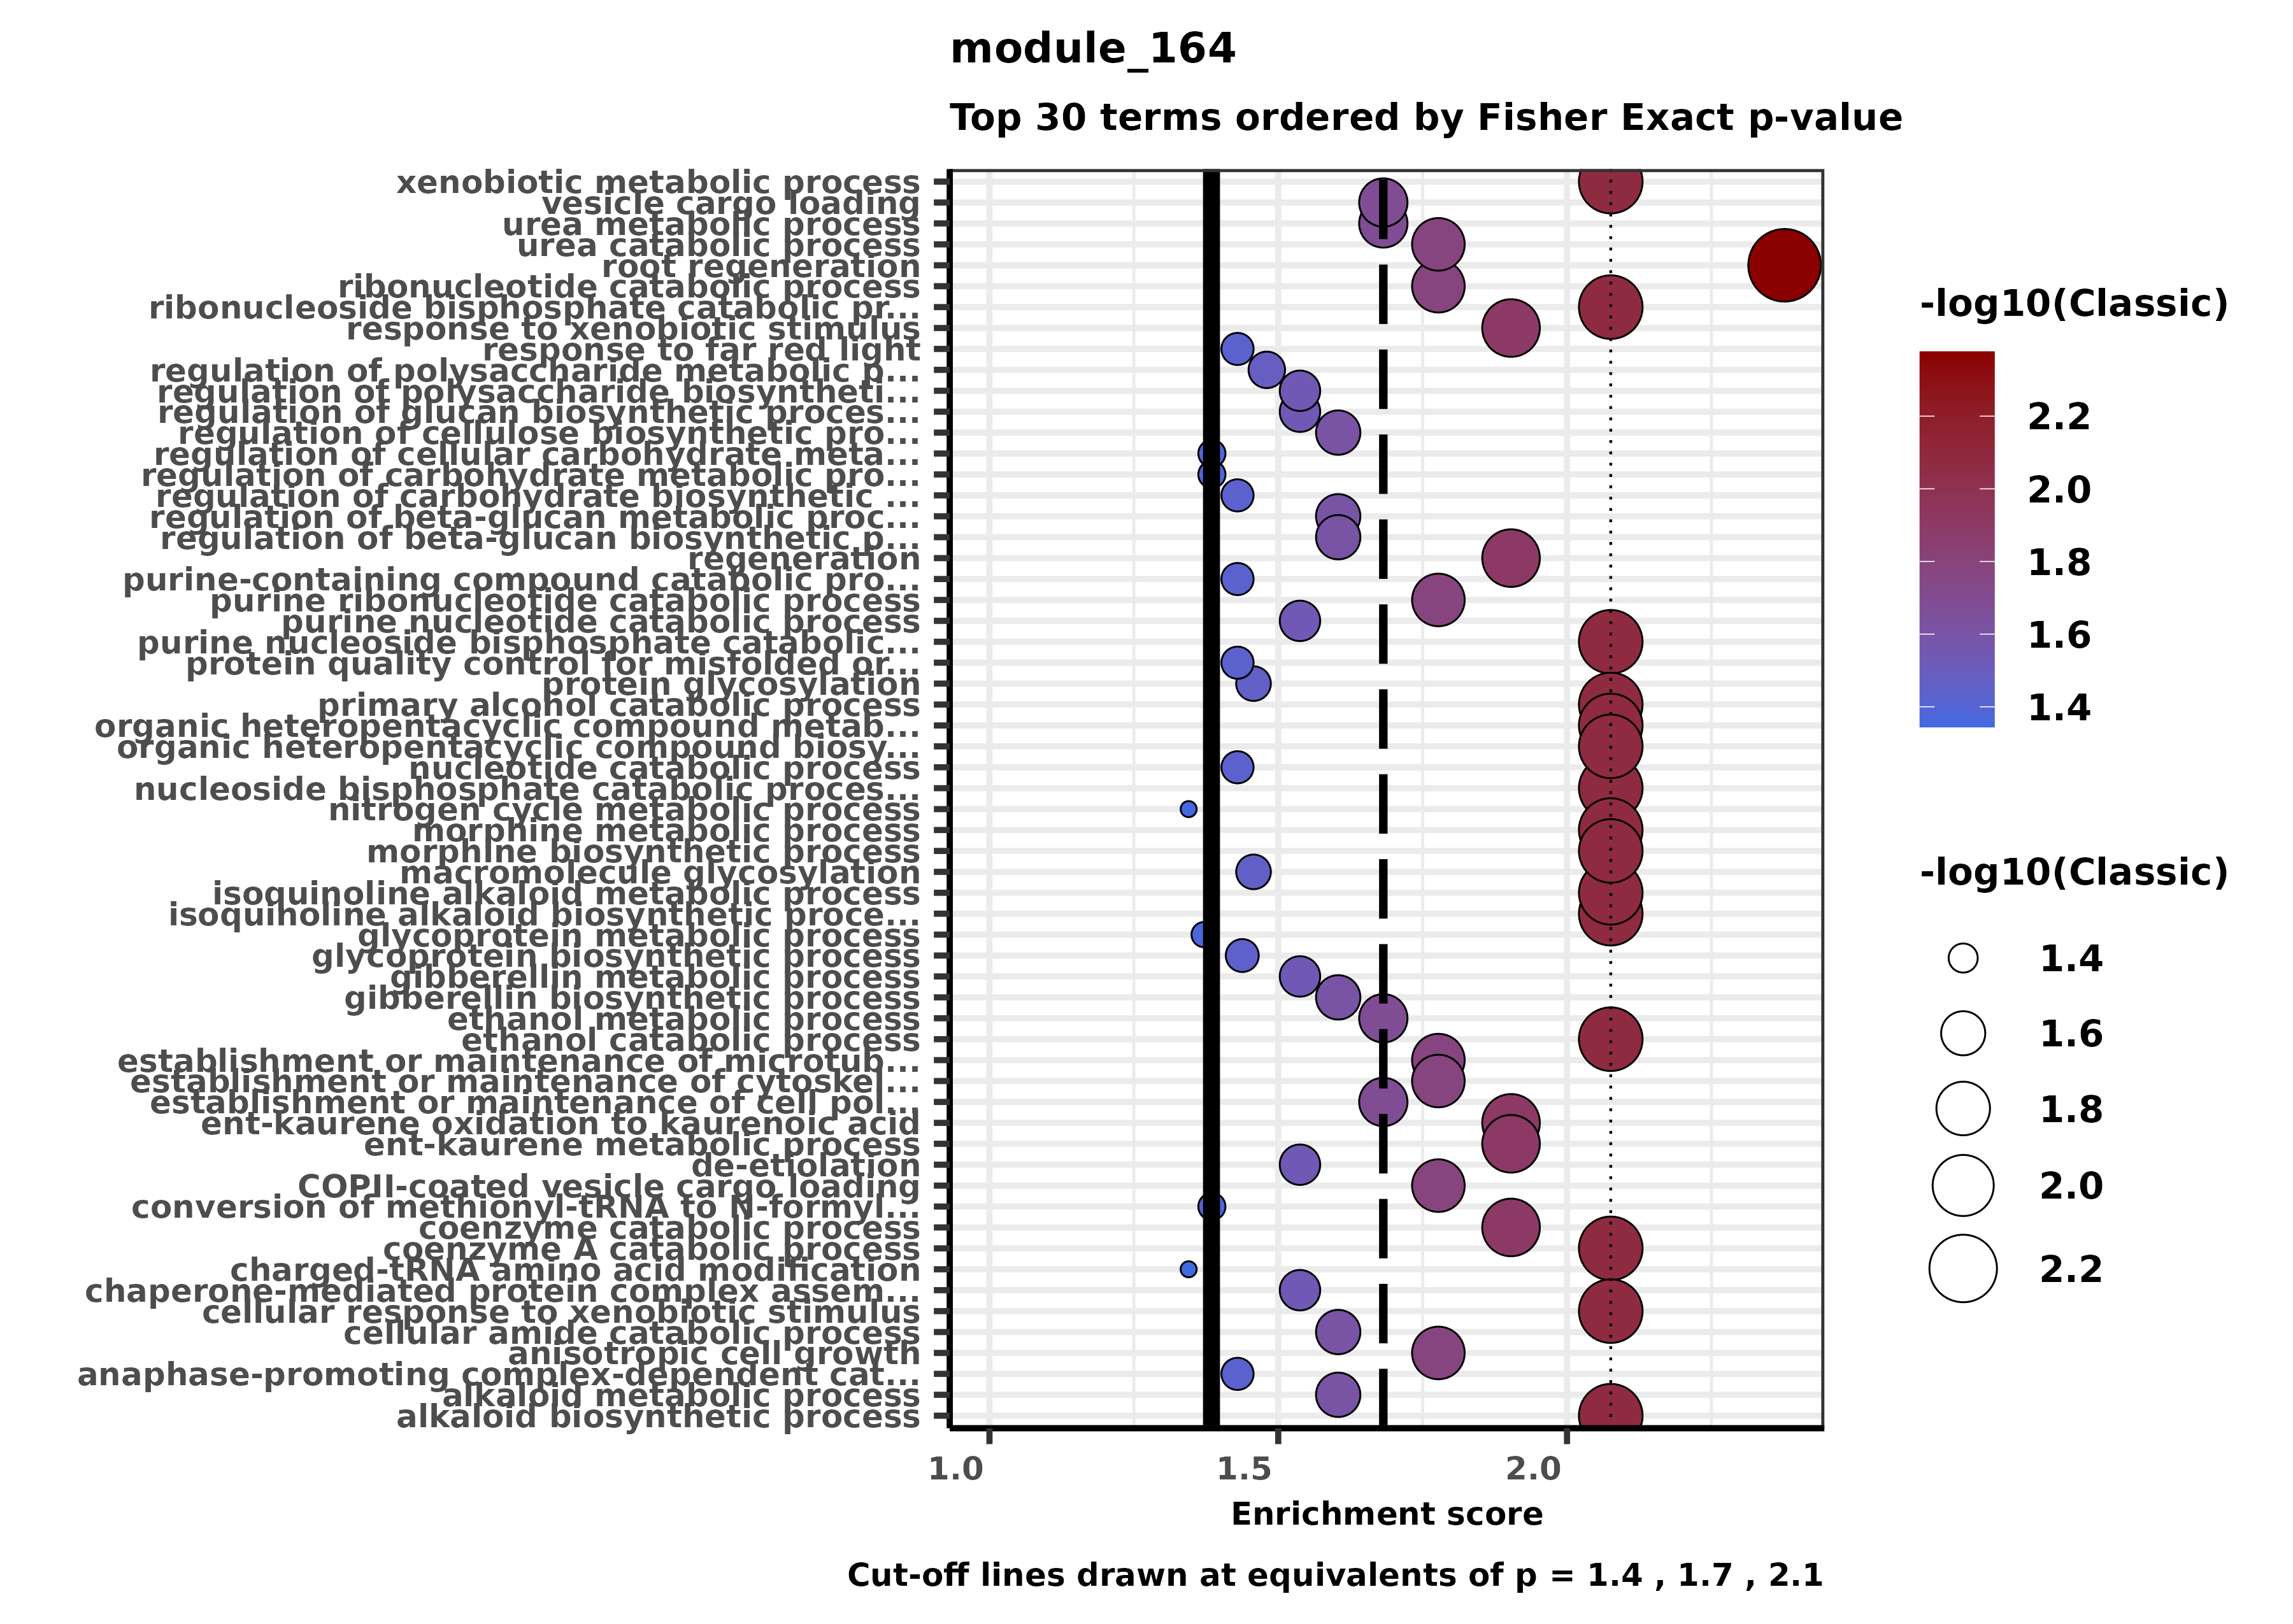 module_164
Top 30 terms ordered by Fisher Exact p-value
xenobiotic metabolic process
vesicle cargo loading
urea metabolic process
urea catabolic process
root regeneration
ribonucleotide catabolic process
ribonucleoside bisphosphate catabolic pr...
response to xenobiotic stimulus
response to far red light
regulation of polysaccharide metabolic p...
regulation of polysaccharide biosyntheti...
regulation of glucan biosynthetic proces...
regulation of cellulose biosynthetic pro...
regulation of cellular carbohydrate meta...
regulation of carbohydrate metabolic pro...
regulation of carbohydrate biosynthetic ...
regulation of beta-glucan metabolic proc...
regulation of beta-glucan biosynthetic p...
regeneration
purine-containing compound catabolic pro...
purine ribonucleotide catabolic process
purine nucleotide catabolic process
purine nucleoside bisphosphate catabolic...
protein quality control for misfolded or...
protein glycosylation
primary alcohol catabolic process
organic heteropentacyclic compound metab...
organic heteropentacyclic compound biosy...
nucleotide catabolic process
nucleoside bisphosphate catabolic proces...
nitrogen cycle metabolic process
morphine metabolic process
morphine biosynthetic process
macromolecule glycosylation
isoquinoline alkaloid metabolic process
isoquinoline alkaloid biosynthetic proce...
glycoprotein metabolic process
glycoprotein biosynthetic process
gibberellin metabolic process
gibberellin biosynthetic process
ethanol metabolic process
ethanol catabolic process
establishment or maintenance of microtub...
establishment or maintenance of cytoskel...
establishment or maintenance of cell pol...
ent-kaurene oxidation to kaurenoic acid
ent-kaurene metabolic process
de-etiolation
COPII-coated vesicle cargo loading
conversion of methionyl-tRNA to N-formyl...
coenzyme catabolic process
coenzyme A catabolic process
charged-tRNA amino acid modification
chaperone-mediated protein complex assem...
cellular response to xenobiotic stimulus
cellular amide catabolic process
anisotropic cell growth
anaphase-promoting complex-dependent cat...
alkaloid metabolic process
alkaloid biosynthetic process
1.0
1.5
2.0
Enrichment score
Cut-off lines drawn at equivalents of p = 1.4 , 1.7 , 2.1
-log10(Classic)
2.2
2.0
1.8
1.6
1.4
-log10(Classic)
1.4
1.6
1.8
2.0
2.2